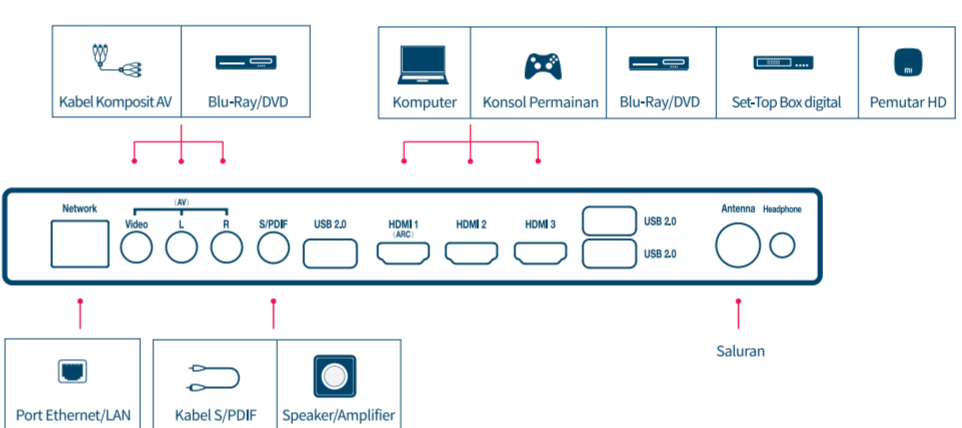 Kabel Komposit AV
Blu-Ray/DVD
Komputer
Konsol Permainan
Blu-Ray/DVD
Set-Top Box digital
mi
Pemutar HD
Network
(AV)
Video
L
R
S/PDIF
USB 2.0
HDMI 1
(ARC)
HDMI 2
HDMI 3
USB 2.0
USB 2.0
Antenna
Headphone
Port Ethernet/LAN
Kabel S/PDIF
Speaker/Amplifier
Saluran